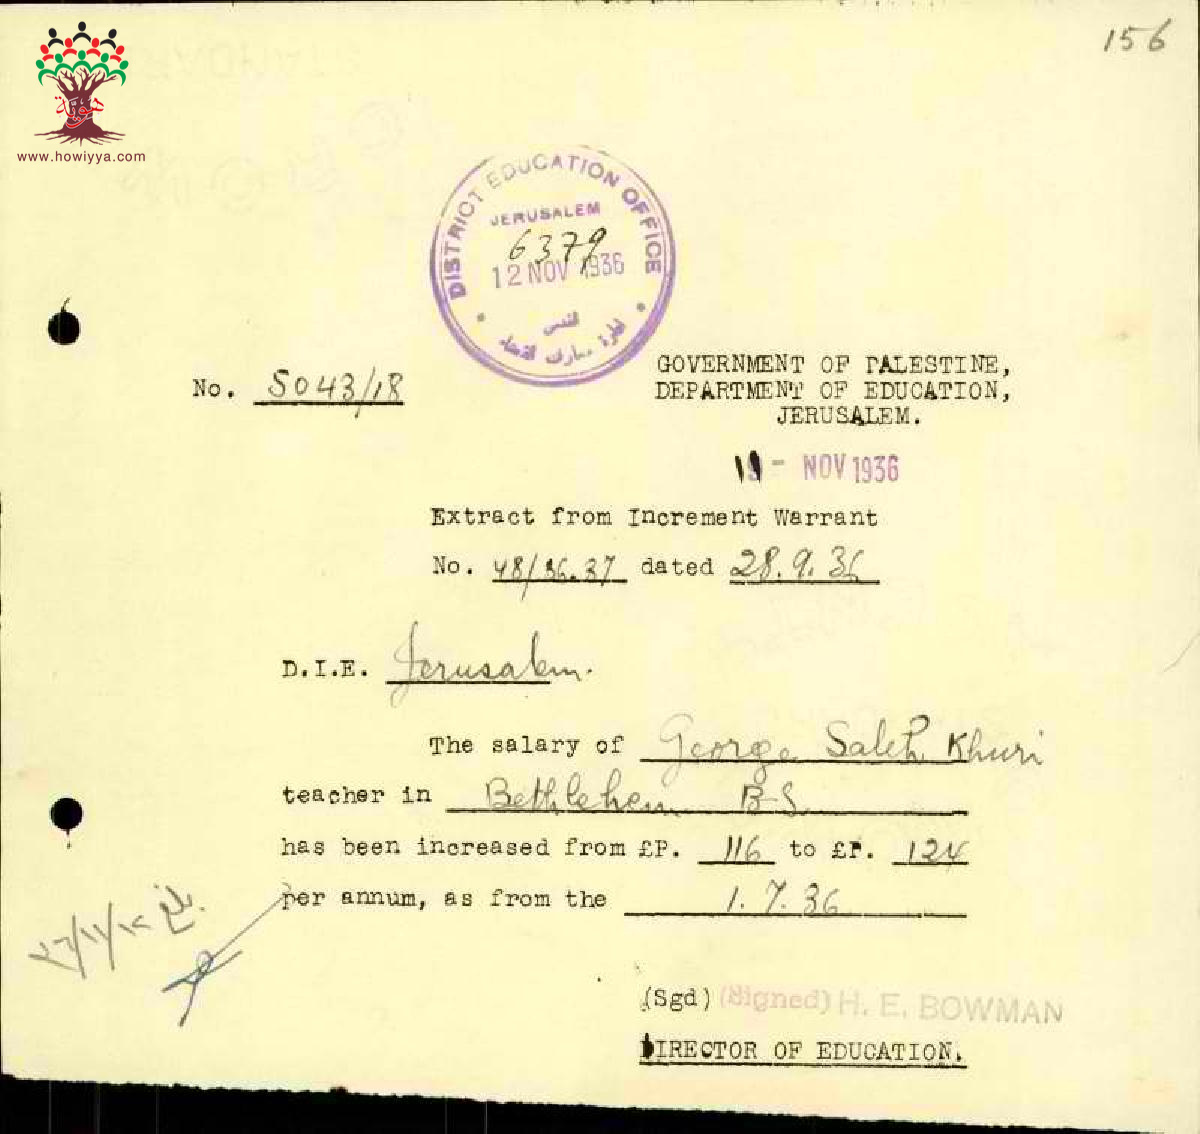 156
هوية
www.howiyya.com
DISTRICT EDUCATION OFFICE
JERUSALEM
6379
12 NOV 1936
القدس
No. 5043/18
GOVERNMENT OF PALESTINE,
DEPARTMENT OF EDUCATION,
JERUSALEM.
- NOV 1936
Extract from Increment Warrant
No. 48/36.37 dated 28.9.36
D.I.E. Jerusalem.
The salary of George Saleh Khuri
teacher in Bethlehem B.S.
has been increased from £P. 116 to £P. 124
per annum, as from the 1.7.36
(Sgd) (Signed) H. E. BOWMAN
DIRECTOR OF EDUCATION.